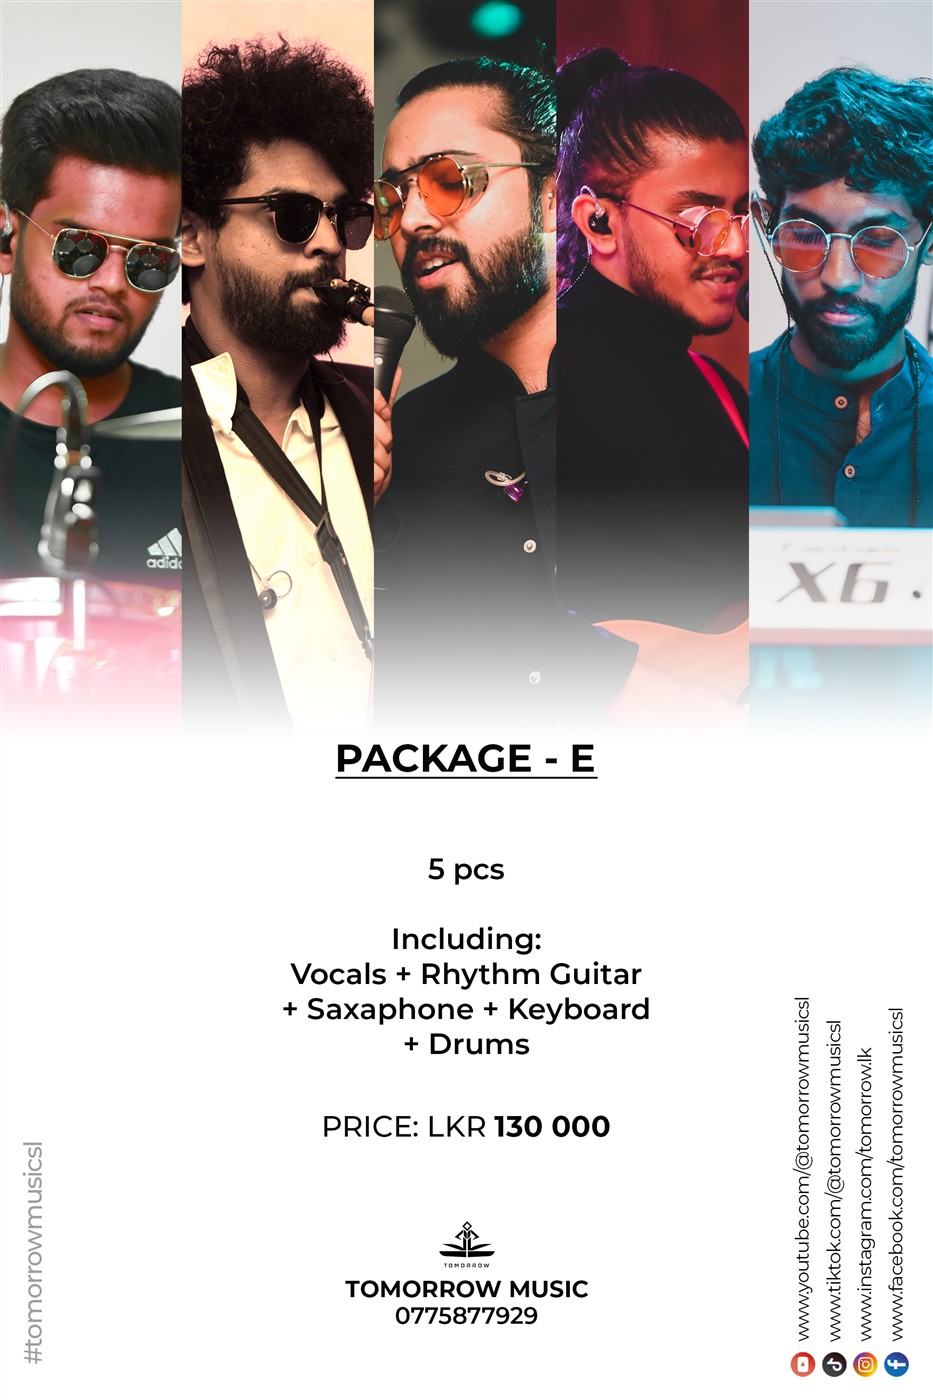 adidas
X6
PACKAGE - E
5 pcs
Including:
Vocals + Rhythm Guitar
+ Saxaphone + Keyboard
+ Drums
PRICE: LKR 130 000
TOMORROW
TOMORROW MUSIC
0775877929
#tomorrowmusicsl
www.youtube.com/@tomorrowmusicsl
www.tiktok.com/@tomorrowmusicsl
www.instagram.com/tomorrow.lk
www.facebook.com/tomorrowmusicsl